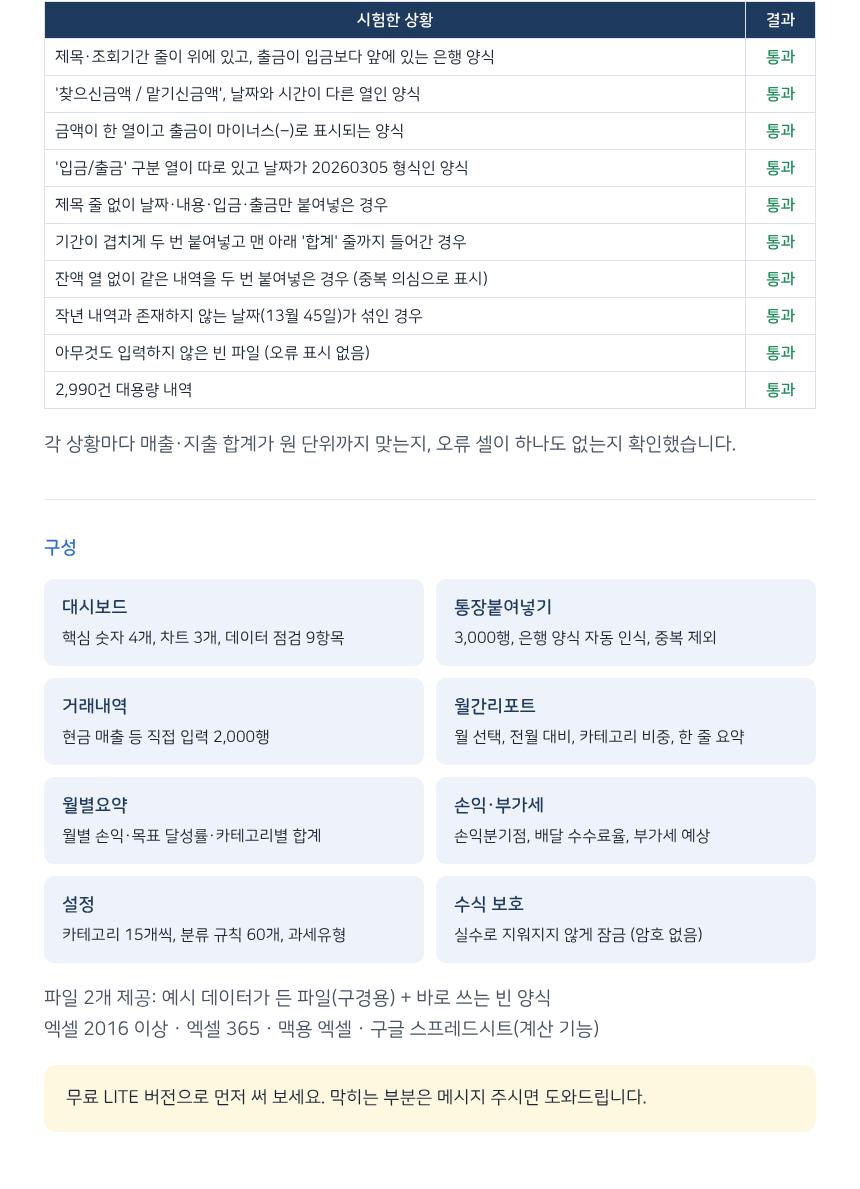 시험한 상황 결과
제목·조회기간 줄이 위에 있고, 출금이 입금보다 앞에 있는 은행 양식 통과
'찾으신금액 / 맡기신금액', 날짜와 시간이 다른 열인 양식 통과
금액이 한 열이고 출금이 마이너스(−)로 표시되는 양식 통과
'입금/출금' 구분 열이 따로 있고 날짜가 20260305 형식인 양식 통과
제목 줄 없이 날짜·내용·입금·출금만 붙여넣은 경우 통과
기간이 겹치게 두 번 붙여넣고 맨 아래 '합계' 줄까지 들어간 경우 통과
잔액 열 없이 같은 내역을 두 번 붙여넣은 경우 (중복 의심으로 표시) 통과
작년 내역과 존재하지 않는 날짜(13월 45일)가 섞인 경우 통과
아무것도 입력하지 않은 빈 파일 (오류 표시 없음) 통과
2,990건 대용량 내역 통과
각 상황마다 매출·지출 합계가 원 단위까지 맞는지, 오류 셀이 하나도 없는지 확인했습니다.
구성
대시보드
핵심 숫자 4개, 차트 3개, 데이터 점검 9항목
통장붙여넣기
3,000행, 은행 양식 자동 인식, 중복 제외
거래내역
현금 매출 등 직접 입력 2,000행
월간리포트
월 선택, 전월 대비, 카테고리 비중, 한 줄 요약
월별요약
월별 손익·목표 달성률·카테고리별 합계
손익·부가세
손익분기점, 배달 수수료율, 부가세 예상
설정
카테고리 15개씩, 분류 규칙 60개, 과세유형
수식 보호
실수로 지워지지 않게 잠금 (암호 없음)
파일 2개 제공: 예시 데이터가 든 파일(구경용) + 바로 쓰는 빈 양식
엑셀 2016 이상 · 엑셀 365 · 맥용 엑셀 · 구글 스프레드시트(계산 기능)
무료 LITE 버전으로 먼저 써 보세요. 막히는 부분은 메시지 주시면 도와드립니다.